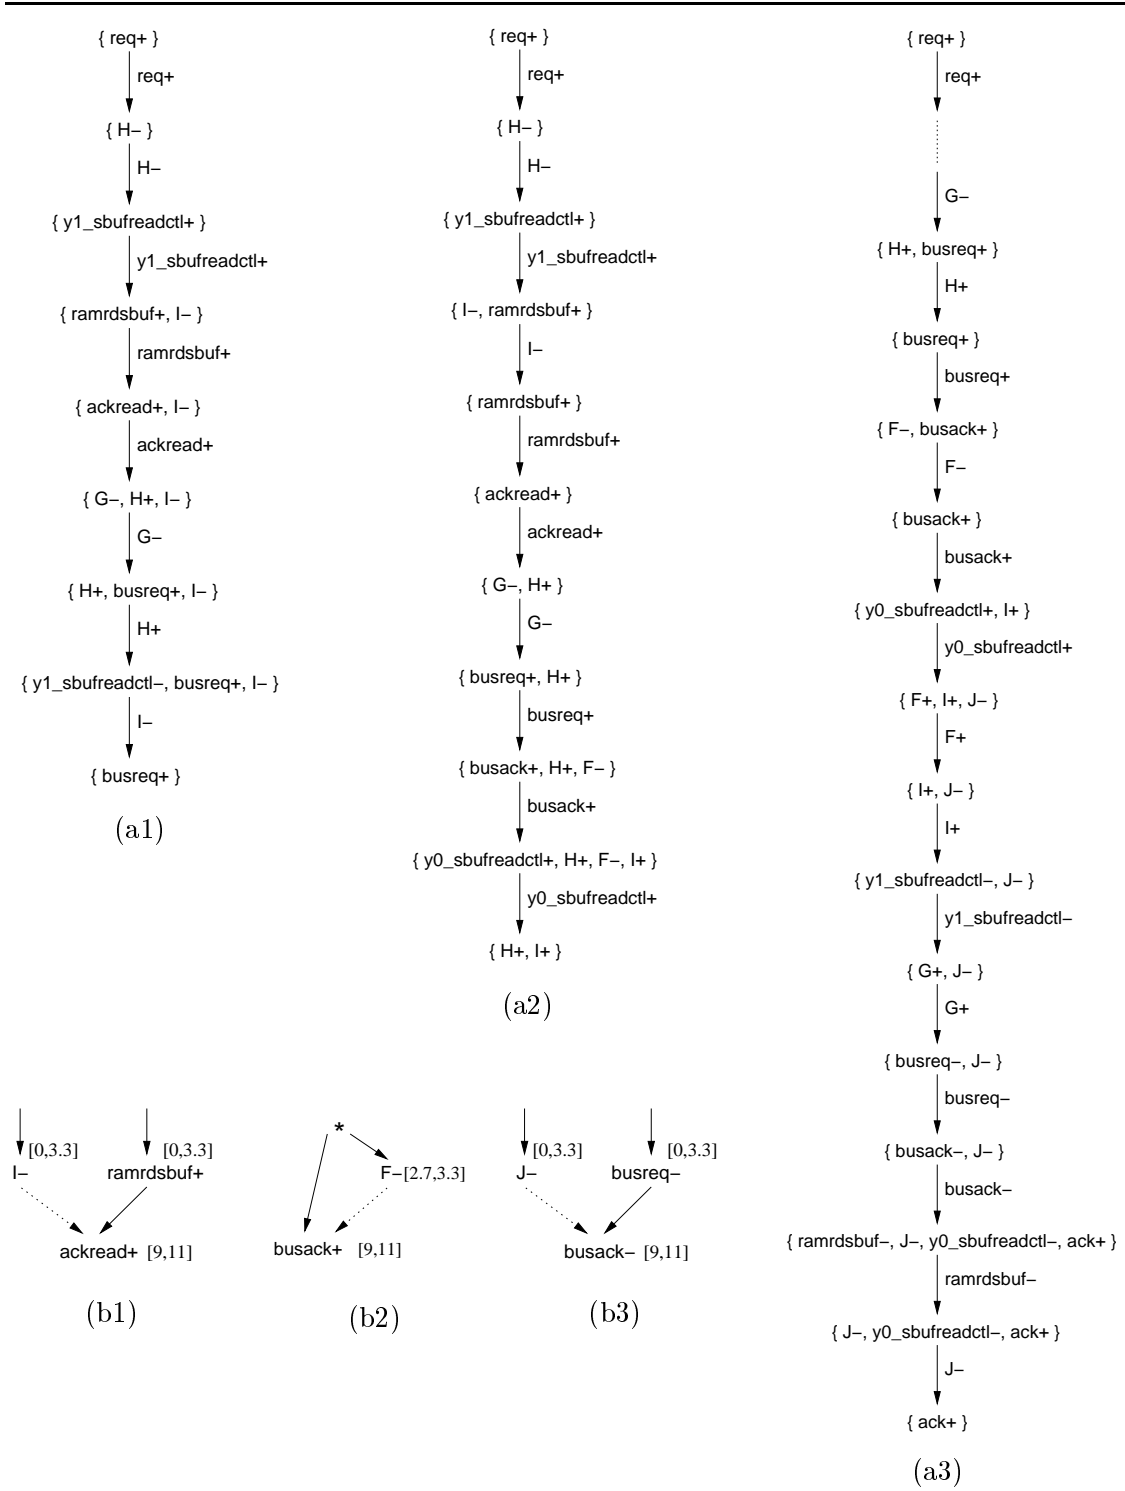 { req+ }
req+
{ H− }
H−
{ y1_sbufreadctl+ }
y1_sbufreadctl+
{ ramrdsbuf+, I− }
ramrdsbuf+
{ ackread+, I− }
ackread+
{ G−, H+, I− }
G−
{ H+, busreq+, I− }
H+
{ y1_sbufreadctl−, busreq+, I− }
I−
{ busreq+ }
(a1)
{ req+ }
req+
{ H− }
H−
{ y1_sbufreadctl+ }
y1_sbufreadctl+
{ I−, ramrdsbuf+ }
I−
{ ramrdsbuf+ }
ramrdsbuf+
{ ackread+ }
ackread+
{ G−, H+ }
G−
{ busreq+, H+ }
busreq+
{ busack+, H+, F− }
busack+
{ y0_sbufreadctl+, H+, F−, I+ }
y0_sbufreadctl+
{ H+, I+ }
(a2)
{ req+ }
req+
G−
{ H+, busreq+ }
H+
{ busreq+ }
busreq+
{ F−, busack+ }
F−
{ busack+ }
busack+
{ y0_sbufreadctl+, I+ }
y0_sbufreadctl+
{ F+, I+, J− }
F+
{ I+, J− }
I+
{ y1_sbufreadctl−, J− }
y1_sbufreadctl−
{ G+, J− }
G+
{ busreq−, J− }
busreq−
{ busack−, J− }
busack−
{ ramrdsbuf−, J−, y0_sbufreadctl−, ack+ }
ramrdsbuf−
{ J−, y0_sbufreadctl−, ack+ }
J−
{ ack+ }
(a3)
[0,3.3] [0,3.3]
I− ramrdsbuf+
ackread+ [9,11]
(b1)
*
F− [2.7,3.3]
busack+ [9,11]
(b2)
[0,3.3] [0,3.3]
J− busreq−
busack− [9,11]
(b3)